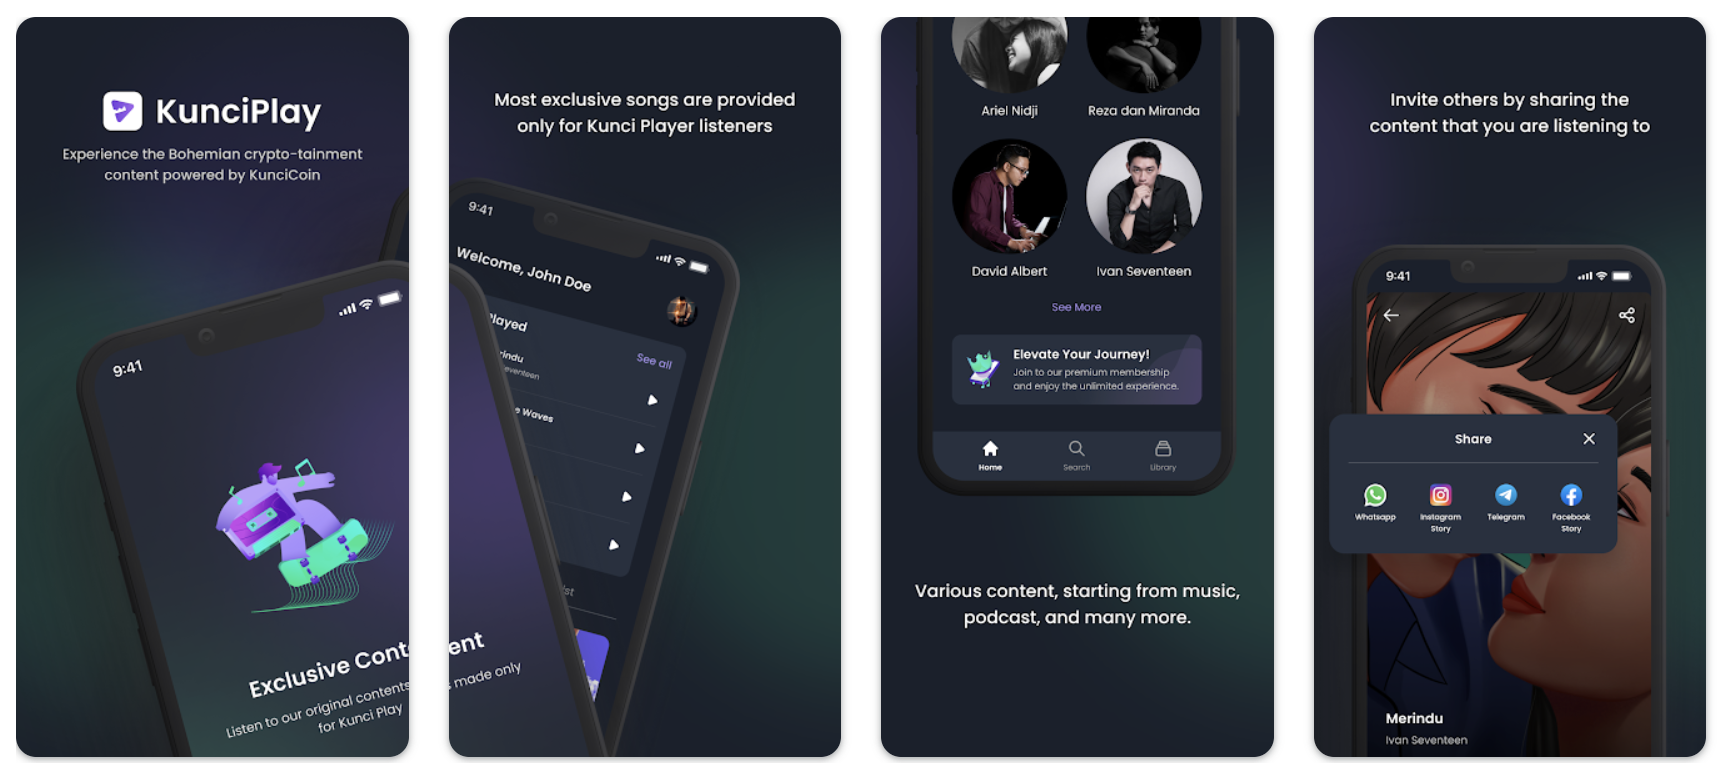 KunciPlay
Experience the Bohemian crypto-tainment
content powered by KunciCoin
9:41
Exclusive Cont
Listen to our original contents
for Kunci Play
Most exclusive songs are provided
only for Kunci Player listeners
9:41
Welcome, John Doe
layed
See all
rindu
eventeen
e Waves
ist
ent
s made only
Ariel Nidji
Reza dan Miranda
David Albert
Ivan Seventeen
See More
Elevate Your Journey!
Join to our premium membership
and enjoy the unlimited experience.
Home
Search
Library
Various content, starting from music,
podcast, and many more.
Invite others by sharing the
content that you are listening to
9:41
Share
Whatsapp
Instagram
Story
Telegram
Facebook
Story
Merindu
Ivan Seventeen